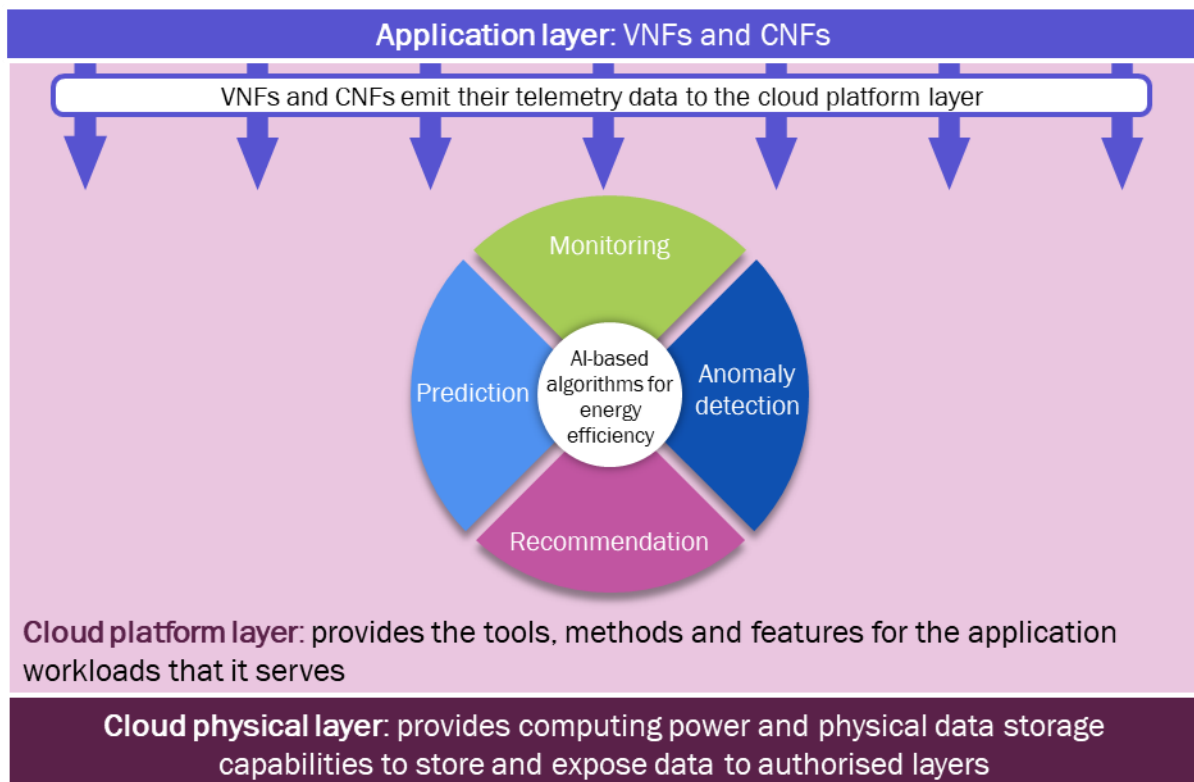 Application layer: VNFs and CNFs
VNFs and CNFs emit their telemetry data to the cloud platform layer
Monitoring
Prediction
AI-based
algorithms for
energy
efficiency
Anomaly
detection
Recommendation
Cloud platform layer: provides the tools, methods and features for the application
workloads that it serves
Cloud physical layer: provides computing power and physical data storage
capabilities to store and expose data to authorised layers